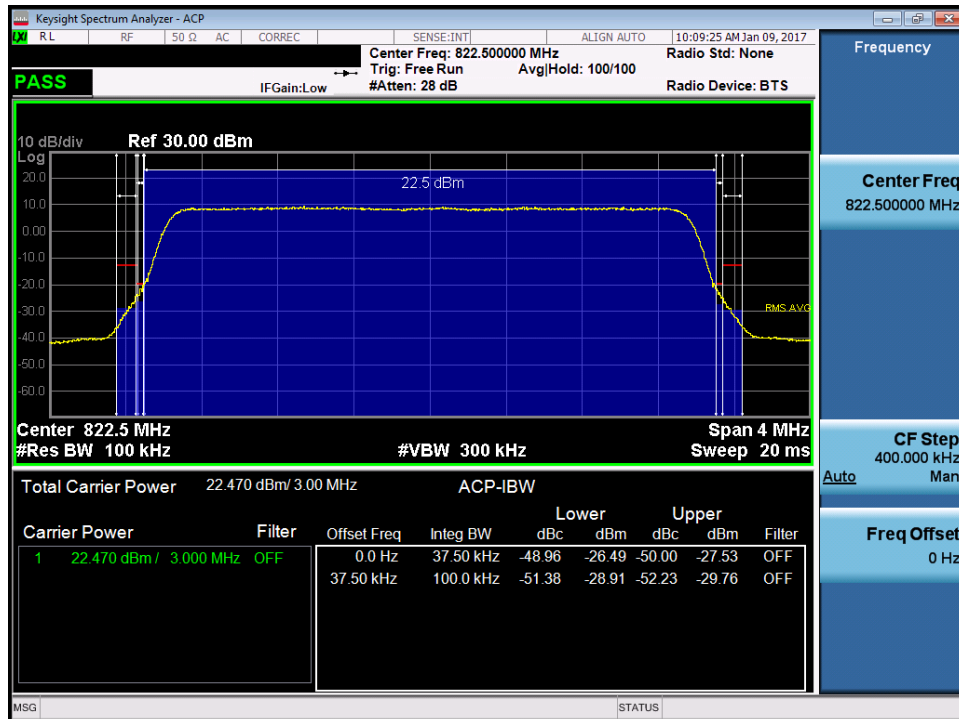 Keysight Spectrum Analyzer - ACP
LXI RL RF 50 Ω AC CORREC SENSE:INT ALIGN AUTO 10:09:25 AM Jan 09, 2017
Center Freq: 822.500000 MHz Radio Std: None
Trig: Free Run Avg|Hold: 100/100
PASS IFGain:Low #Atten: 28 dB Radio Device: BTS
Frequency
10 dB/div Ref 30.00 dBm
Log
20.0
22.5 dBm
10.0
0.00
-10.0
-20.0
-30.0
RMS AVG
-40.0
-50.0
-60.0
Center Freq
822.500000 MHz
Center 822.5 MHz Span 4 MHz
#Res BW 100 kHz #VBW 300 kHz Sweep 20 ms
CF Step
400.000 kHz
Auto Man
Total Carrier Power 22.470 dBm/ 3.00 MHz ACP-IBW
Lower Upper
Carrier Power Filter Offset Freq Integ BW dBc dBm dBc dBm Filter
1 22.470 dBm / 3.000 MHz OFF 0.0 Hz 37.50 kHz -48.96 -26.49 -50.00 -27.53 OFF
37.50 kHz 100.0 kHz -51.38 -28.91 -52.23 -29.76 OFF
Freq Offset
0 Hz
MSG STATUS